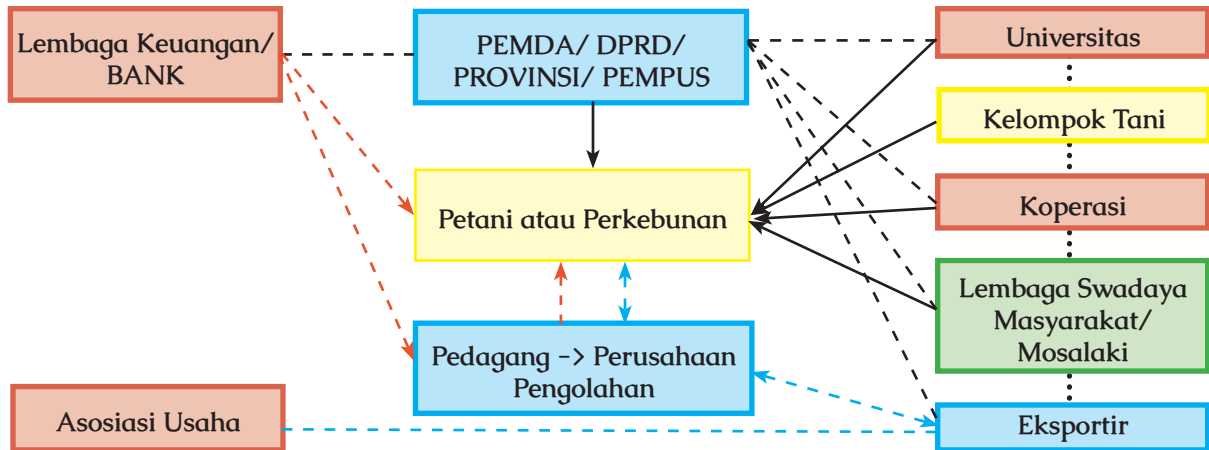 Lembaga Keuangan/
BANK
PEMDA/ DPRD/
PROVINSI/ PEMPUS
Universitas
Kelompok Tani
Petani atau Perkebunan
Koperasi
Lembaga Swadaya
Masyarakat/
Mosalaki
Pedagang -> Perusahaan
Pengolahan
Asosiasi Usaha
Eksportir